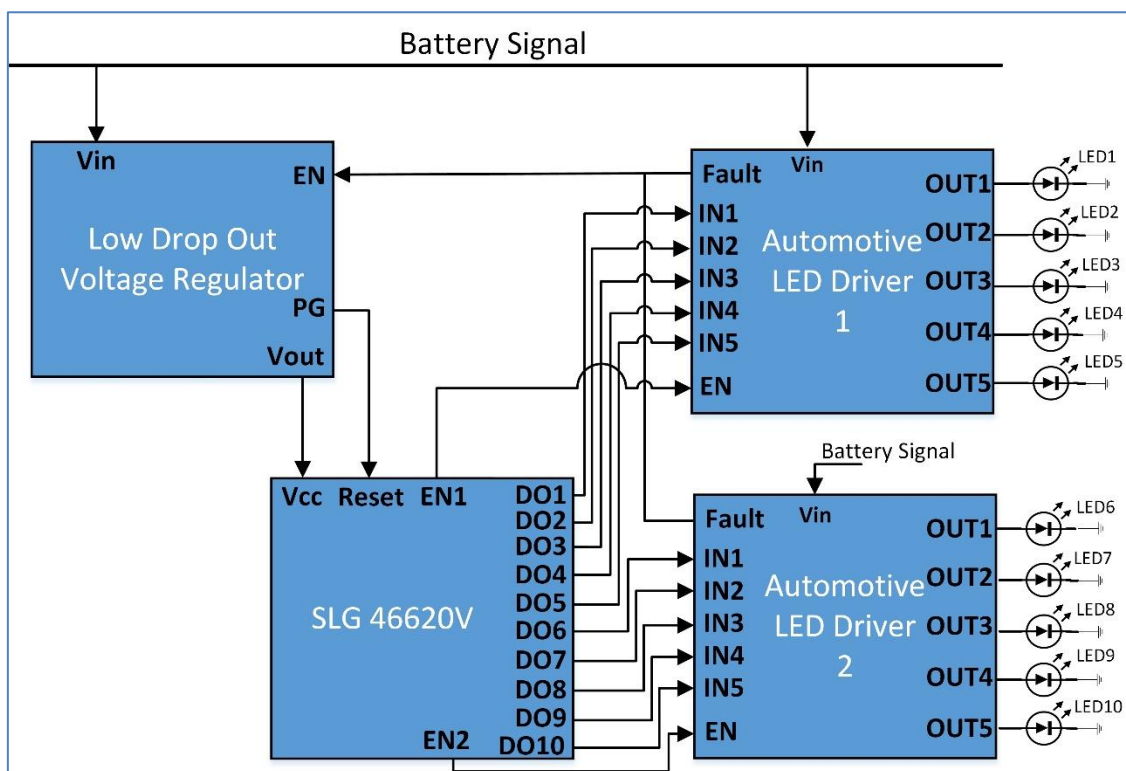 Battery Signal
Vin
EN
Low Drop Out
Voltage Regulator
PG
Vout
Fault
Vin
IN1
IN2
IN3
IN4
IN5
EN
Automotive
LED Driver
1
OUT1
OUT2
OUT3
OUT4
OUT5
LED1
LED2
LED3
LED4
LED5
Battery Signal
Vcc
Reset
EN1
SLG 46620V
DO1
DO2
DO3
DO4
DO5
DO6
DO7
DO8
DO9
DO10
EN2
Fault
Vin
IN1
IN2
IN3
IN4
IN5
EN
Automotive
LED Driver
2
OUT1
OUT2
OUT3
OUT4
OUT5
LED6
LED7
LED8
LED9
LED10